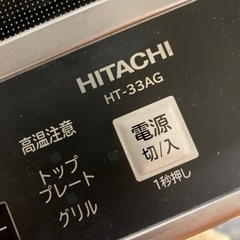 HITACHI
HT-33AG
高温注意
トップ
プレート
グリル
電源
切/入
1秒押し